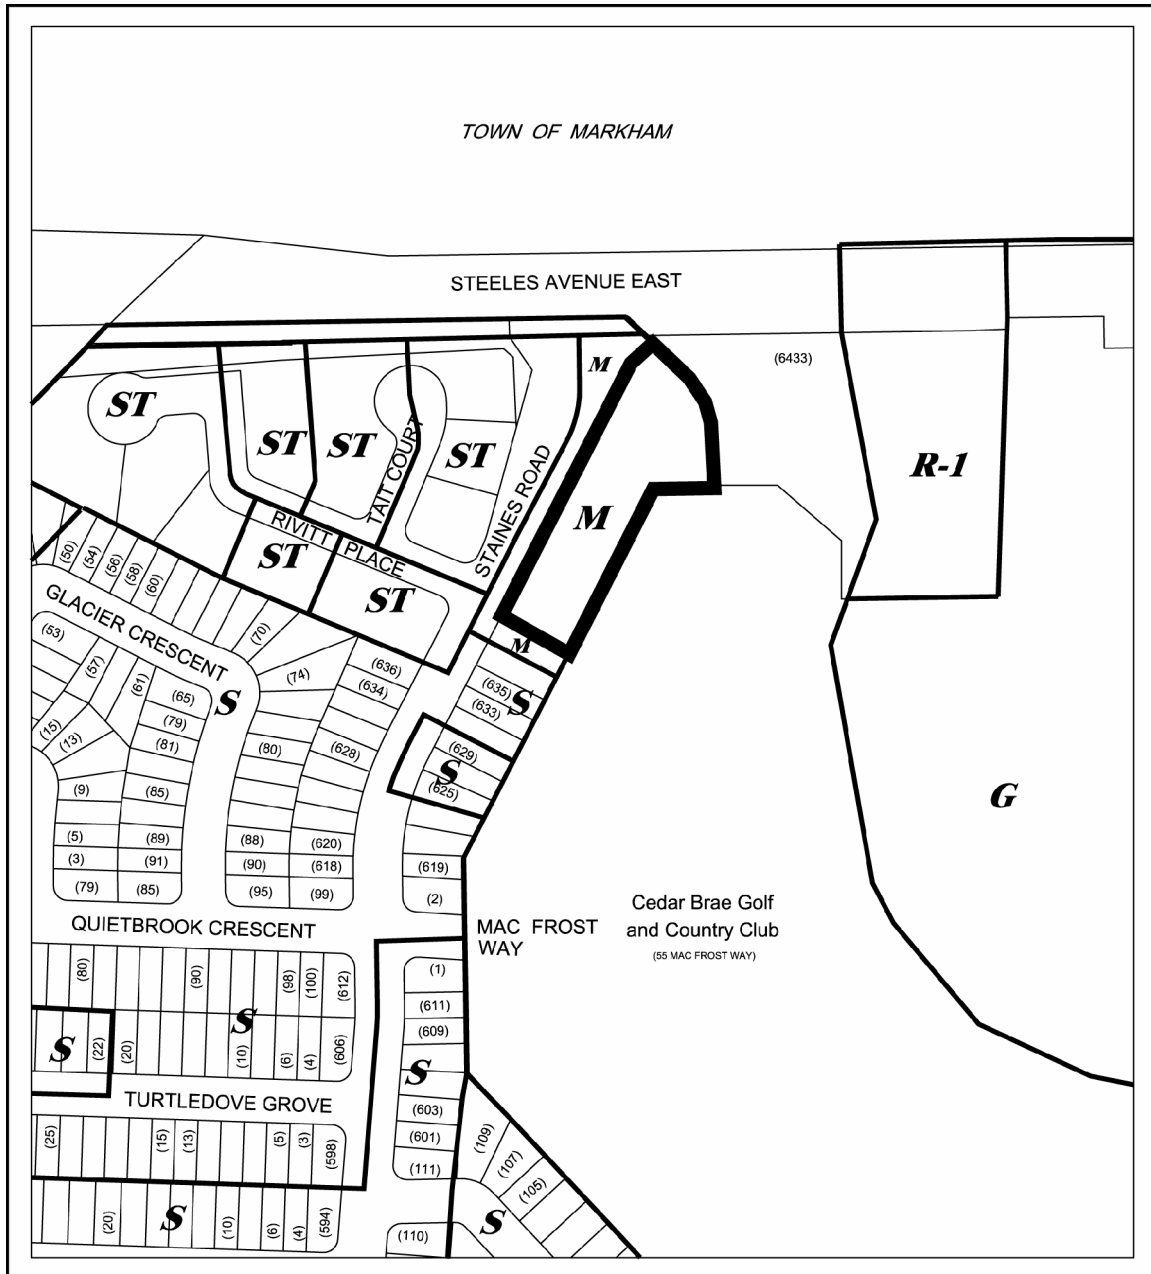 TOWN OF MARKHAM
STEELES AVENUE EAST
(6433)
M
ST
ST
ST
ST
TAIT COURT
STAINES ROAD
R-1
M
RIVITT PLACE
ST
ST
(50)
(54)
(56)
(58)
(60)
GLACIER CRESCENT
(70)
(74)
(53)
(57)
(61)
(65)
(79)
(81)
S
(636)
(634)
M
(635)
(633)
S
(15)
(13)
(80)
(628)
(629)
S
(625)
(9)
(85)
G
(5)
(89)
(88)
(620)
(3)
(91)
(90)
(618)
(619)
(79)
(85)
(95)
(99)
(2)
QUIETBROOK CRESCENT
MAC FROST
WAY
Cedar Brae Golf
and Country Club
(55 MAC FROST WAY)
(80)
(90)
(98)
(100)
(612)
(1)
(611)
(609)
S
S
(22)
(20)
(10)
(6)
(4)
(606)
S
TURTLEDOVE GROVE
(603)
(601)
(111)
(25)
(15)
(13)
(5)
(3)
(598)
(109)
(107)
(105)
S
(20)
(10)
(6)
(4)
(594)
(110)
S